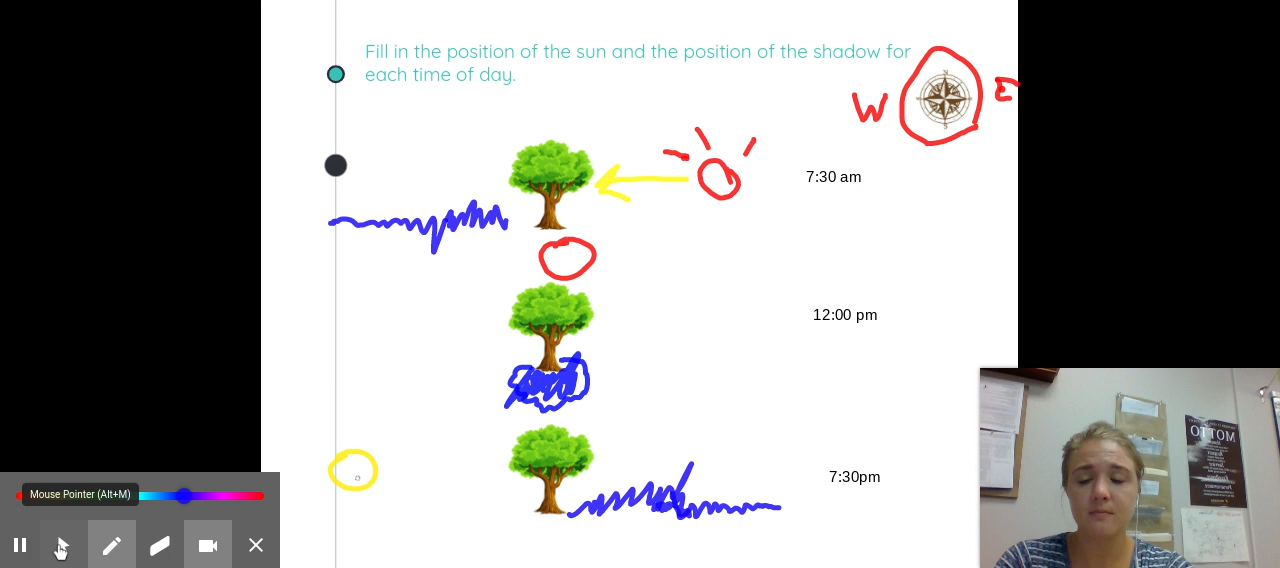 Fill in the position of the sun and the position of the shadow for
each time of day.
N
W
E
S
7:30 am
12:00 pm
7:30pm
Mouse Pointer (Alt+M)
MOTTO